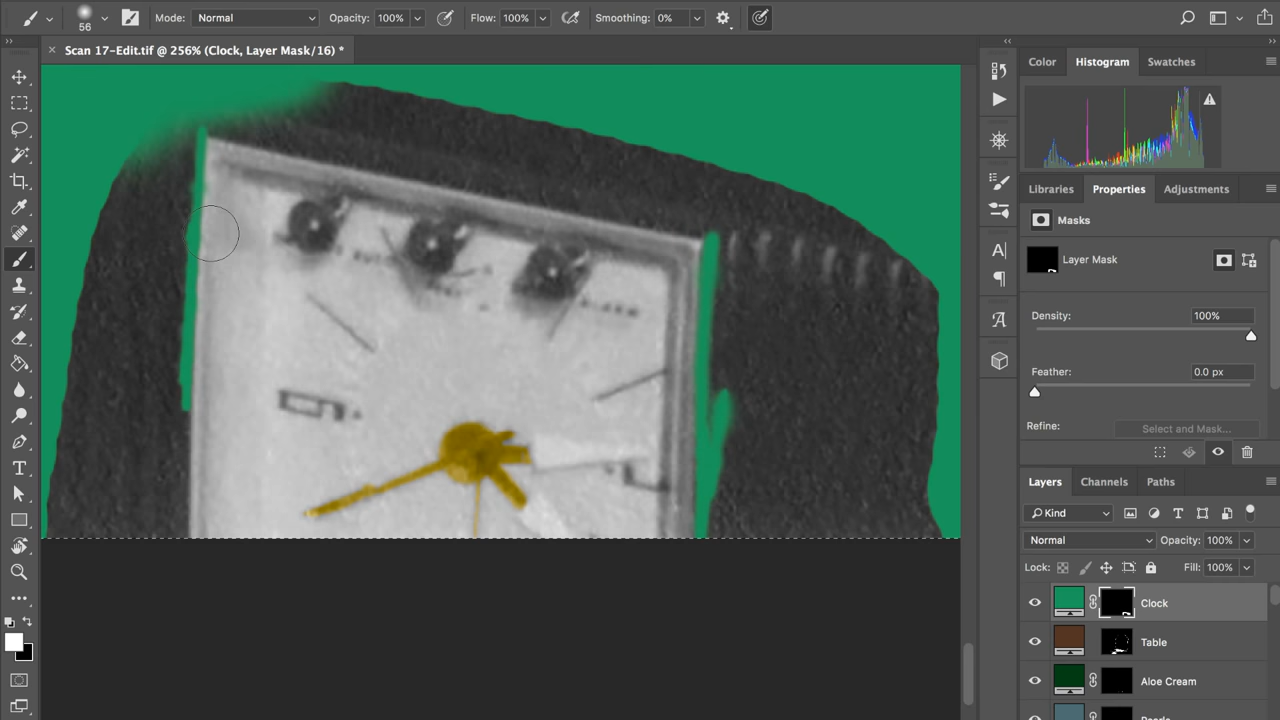 56
Mode: Normal
Opacity: 100%
Flow: 100%
Smoothing: 0%
Scan 17-Edit.tif @ 256% (Clock, Layer Mask/16) *
Color
Histogram
Swatches
Libraries
Properties
Adjustments
Masks
Layer Mask
Density: 100%
Feather: 0.0 px
Refine: Select and Mask...
Layers
Channels
Paths
Kind
Normal
Opacity: 100%
Lock:
Fill: 100%
Clock
Table
Aloe Cream